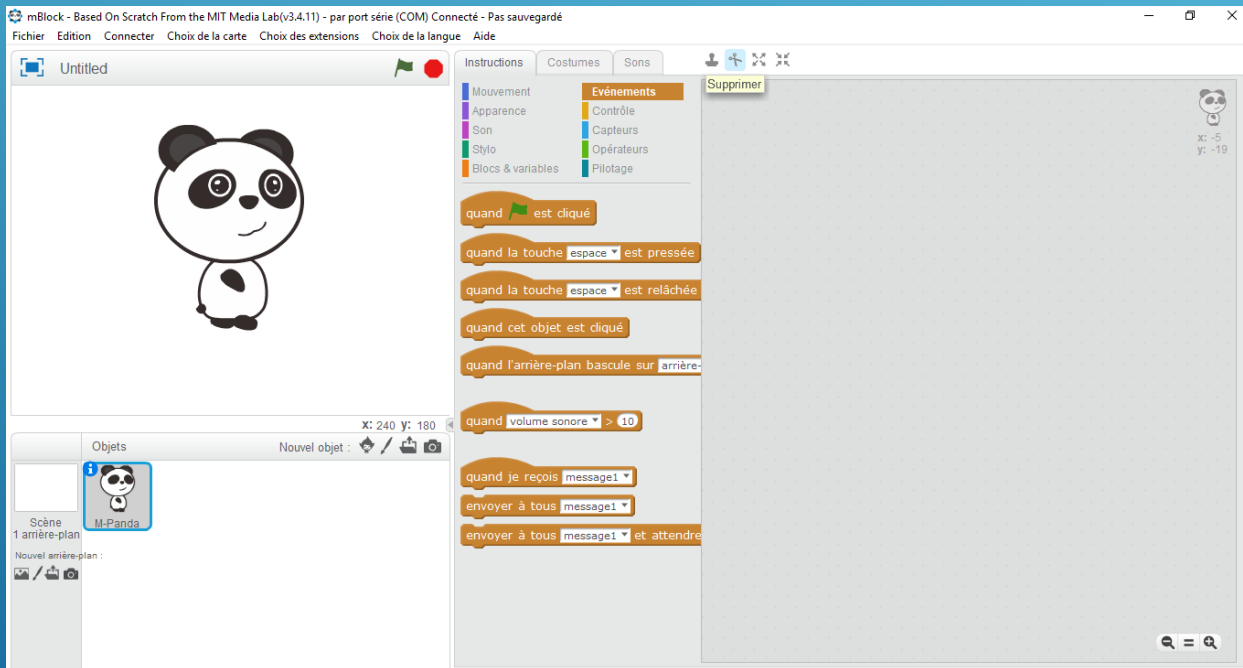 mBlock - Based On Scratch From the MIT Media Lab(v3.4.11) - par port série (COM) Connecté - Pas sauvegardé
Fichier Edition Connecter Choix de la carte Choix des extensions Choix de la langue Aide
Untitled
Instructions Costumes Sons
Supprimer
Mouvement Evénements
Apparence Contrôle
Son Capteurs
Stylo Opérateurs
Blocs & variables Pilotage
x: -5
y: -19
quand est cliqué
quand la touche espace est pressée
quand la touche espace est relâchée
quand cet objet est cliqué
quand l'arrière-plan bascule sur arrière-
quand volume sonore > 10
quand je reçois message1
envoyer à tous message1
envoyer à tous message1 et attendre
x: 240 y: 180
Objets Nouvel objet :
i
Scène
1 arrière-plan
M-Panda
Nouvel arrière-plan :